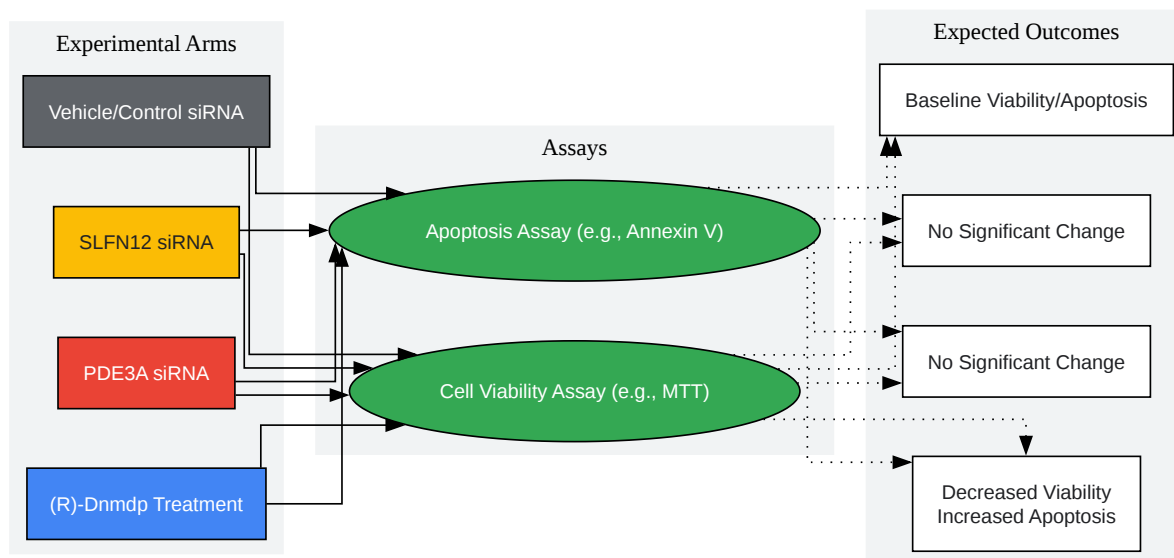 Experimental Arms
Vehicle/Control siRNA
SLFN12 siRNA
PDE3A siRNA
(R)-Dnmdp Treatment
Assays
Apoptosis Assay (e.g., Annexin V)
Cell Viability Assay (e.g., MTT)
Expected Outcomes
Baseline Viability/Apoptosis
No Significant Change
No Significant Change
Decreased Viability
Increased Apoptosis